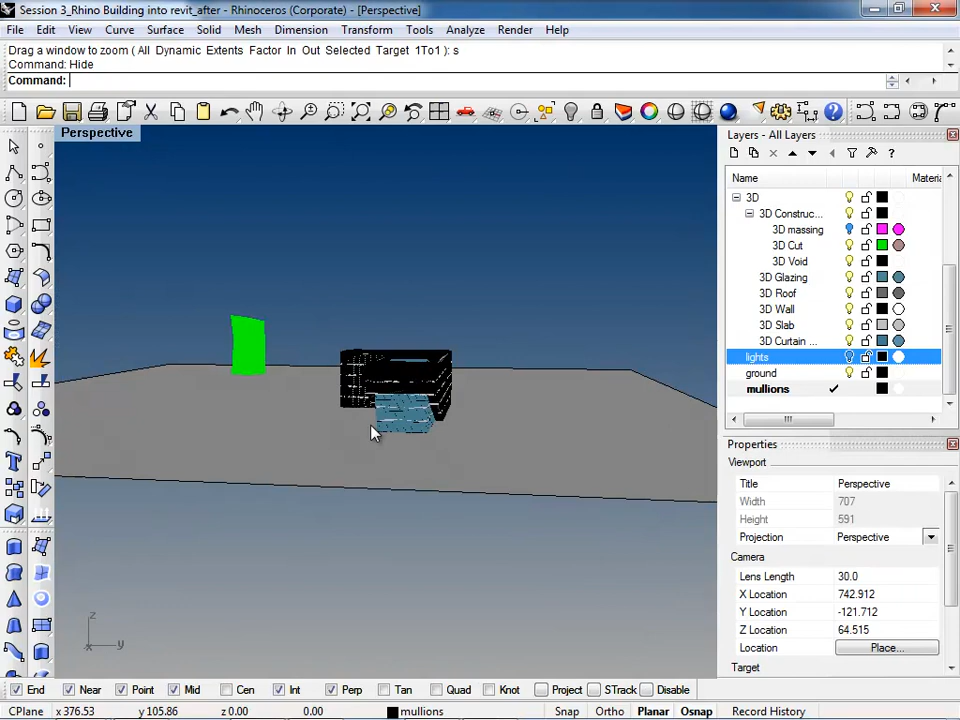 Session 3_Rhino Building into revit_after - Rhinoceros (Corporate) - [Perspective]
File Edit View Curve Surface Solid Mesh Dimension Transform Tools Analyze Render Help
Drag a window to zoom ( All Dynamic Extents Factor In Out Selected Target 1To1 ): s
Command: Hide
Command:
Perspective
Layers - All Layers
Name Materia
3D
3D Construc...
3D massing
3D Cut
3D Void
3D Glazing
3D Roof
3D Wall
3D Slab
3D Curtain ...
lights
ground
mullions
Properties
Viewport
Title Perspective
Width 707
Height 591
Projection Perspective
Camera
Lens Length 30.0
X Location 742.912
Y Location -121.712
Z Location 64.515
Location Place...
Target
z
x y
End Near Point Mid Cen Int Perp Tan Quad Knot Project STrack Disable
CPlane x 376.53 y 105.86 z 0.00 0.00 mullions Snap Ortho Planar Osnap Record History